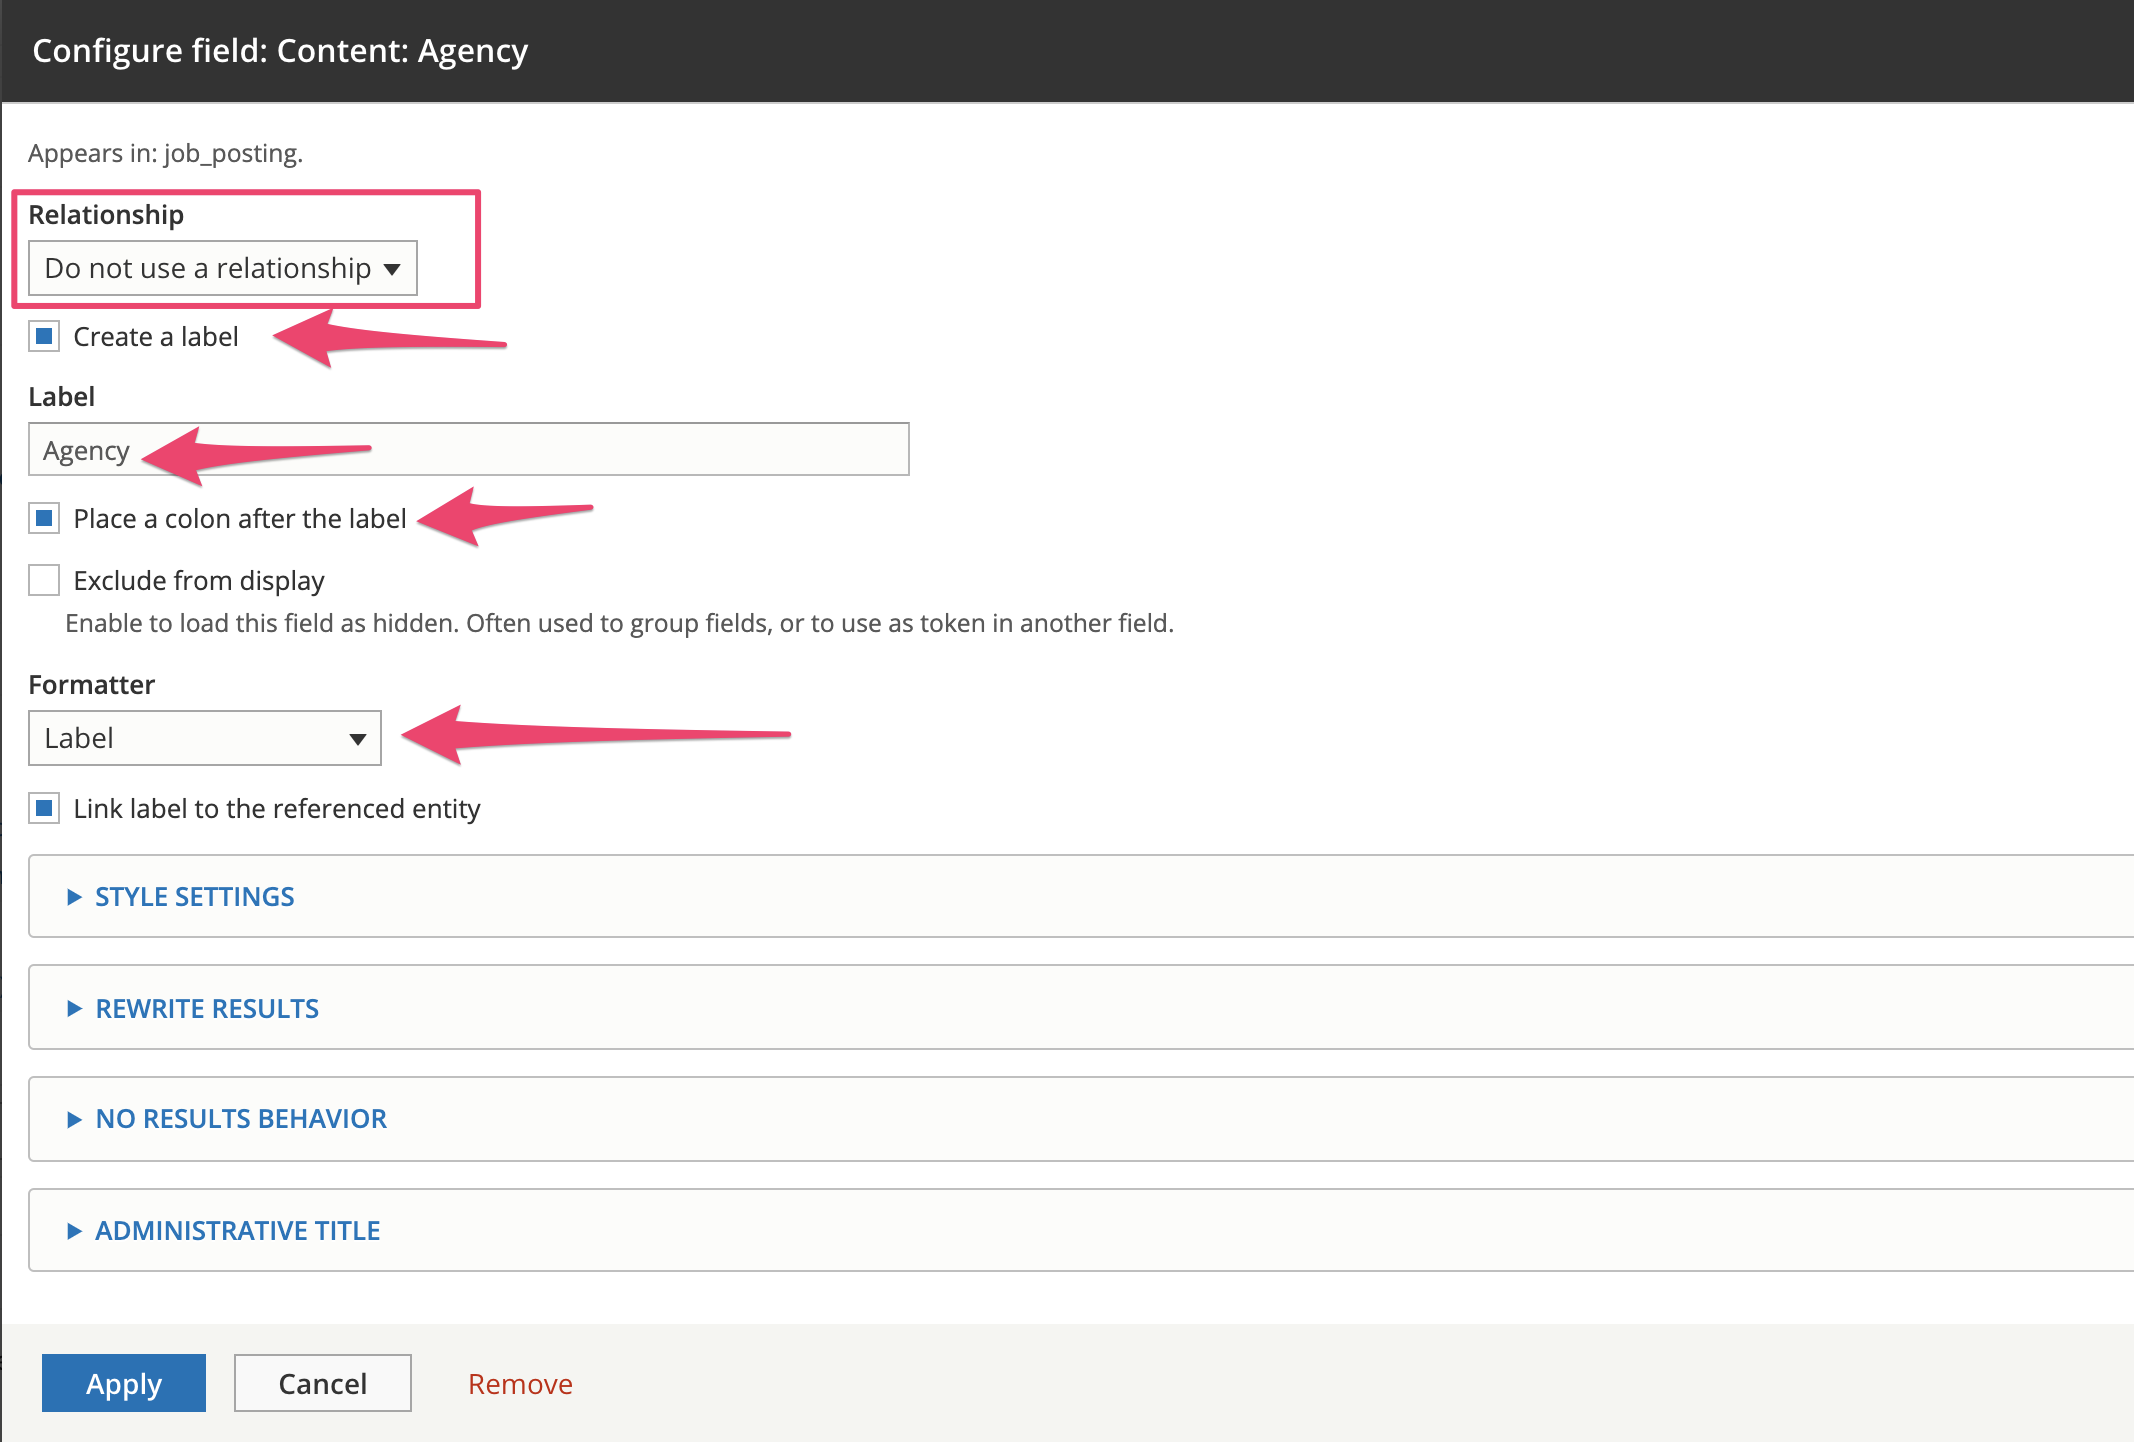 Configure field: Content: Agency
Appears in: job_posting.
Relationship
Do not use a relationship
Create a label
Label
Agency
Place a colon after the label
Exclude from display
Enable to load this field as hidden. Often used to group fields, or to use as token in another field.
Formatter
Label
Link label to the referenced entity
STYLE SETTINGS
REWRITE RESULTS
NO RESULTS BEHAVIOR
ADMINISTRATIVE TITLE
Apply Cancel Remove